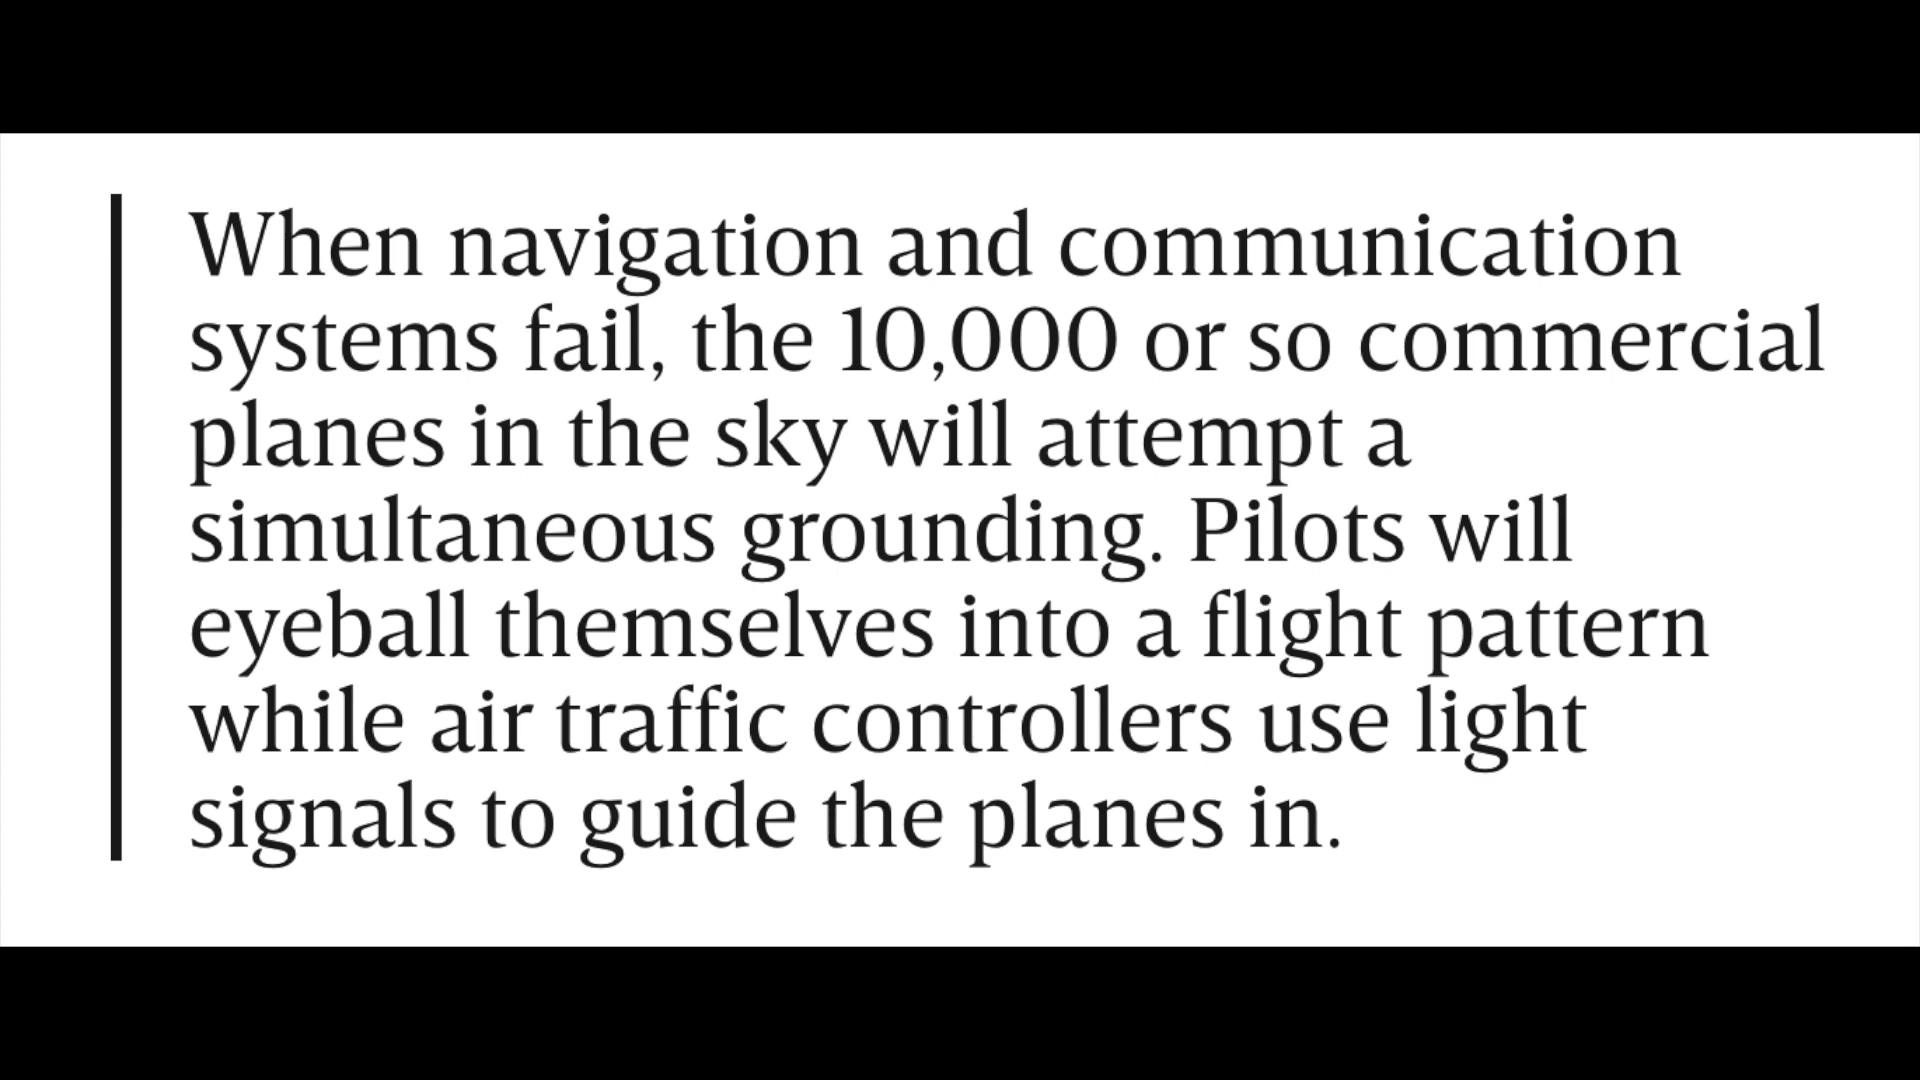 When navigation and communication
systems fail, the 10,000 or so commercial
planes in the sky will attempt a
simultaneous grounding. Pilots will
eyeball themselves into a flight pattern
while air traffic controllers use light
signals to guide the planes in.